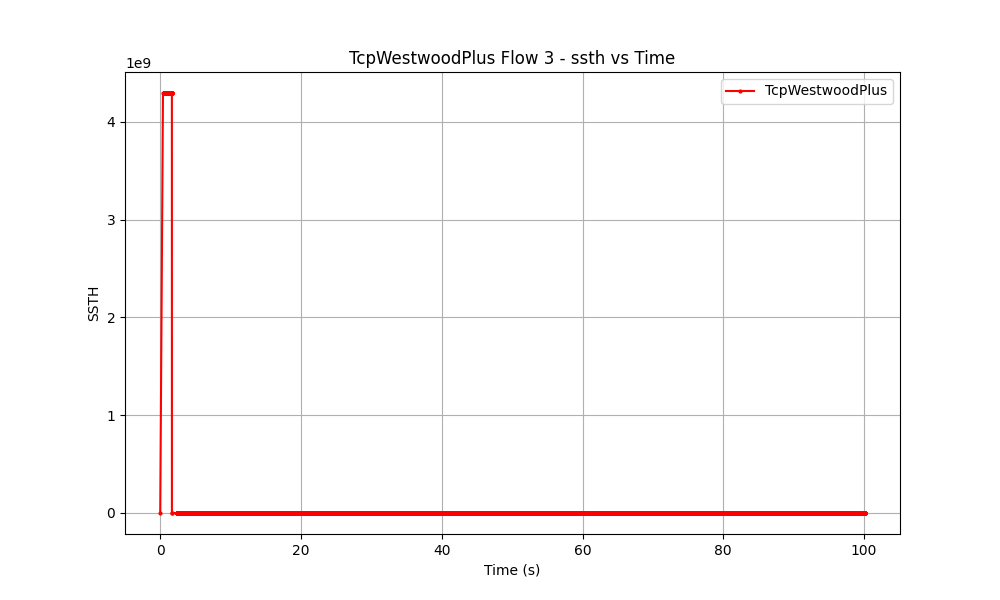 TcpWestwoodPlus Flow 3 - ssth vs Time
1e9
TcpWestwoodPlus
4
3
2
1
0
SSTH
0 20 40 60 80 100
Time (s)